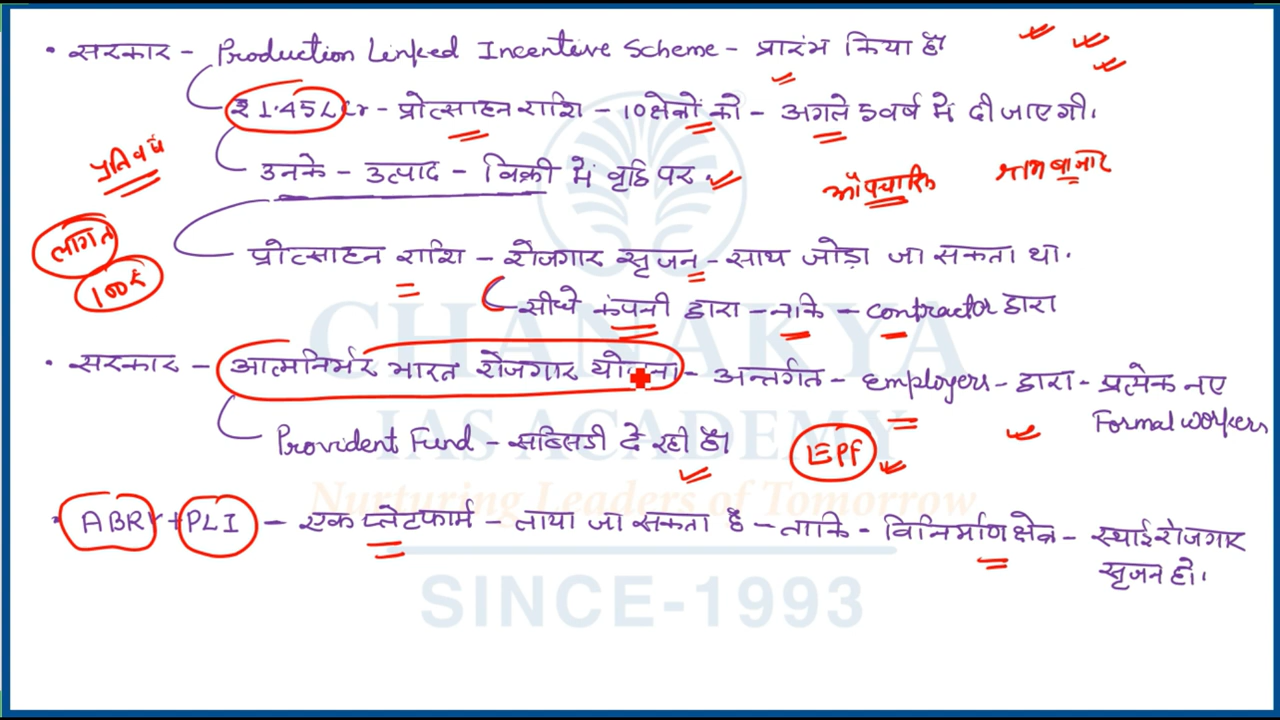 • सरकार - Production Linked Incentive Scheme - प्रारंभ किया है
₹1.45L Cr - प्रोत्साहन राशि - 10 क्षेत्रों को - अगले 5 वर्ष में दी जाएगी।
प्रतिवर्ष
उनके - उत्पाद - बिक्री में वृद्धि पर।
औपचारिक
श्रम बाजार
लागत
100₹
प्रोत्साहन राशि - रोजगार सृजन - साथ जोड़ा जा सकता था।
सीधे कंपनी द्वारा - नाकि - contractor द्वारा
• सरकार - आत्मनिर्भर भारत रोजगार योजना - अन्तर्गत - Employers - द्वारा - प्रत्येक नए
Formal workers
Provident Fund - सब्सिडी दे रही है।
EPF
• ABRY + PLI - एक प्लेटफार्म - लाया जा सकता है - ताकि - विनिर्माण क्षेत्र - स्थाई रोजगार
सृजन हो।
CHANAKYA
IAS ACADEMY
Nurturing Leaders of Tomorrow
SINCE-1993